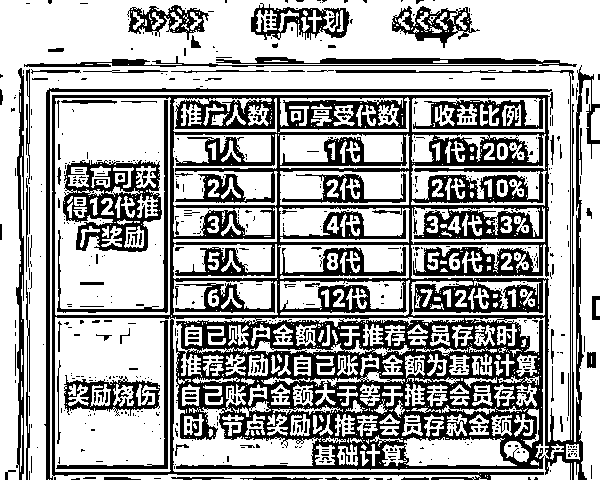 >>>> 推广计划 <<<<
推广人数 可享受代数 收益比例
最高可获
得12代推
广奖励
1人 1代 1代：20%
2人 2代 2代：10%
3人 4代 3-4代：3%
5人 8代 5-6代：2%
6人 12代 7-12代：1%
奖励烧伤
自己账户金额小于推荐会员存款时，
推荐奖励以自己账户金额为基础计算
自己账户金额大于等于推荐会员存款
时，节点奖励以推荐会员存款金额为
基础计算
灰产圈